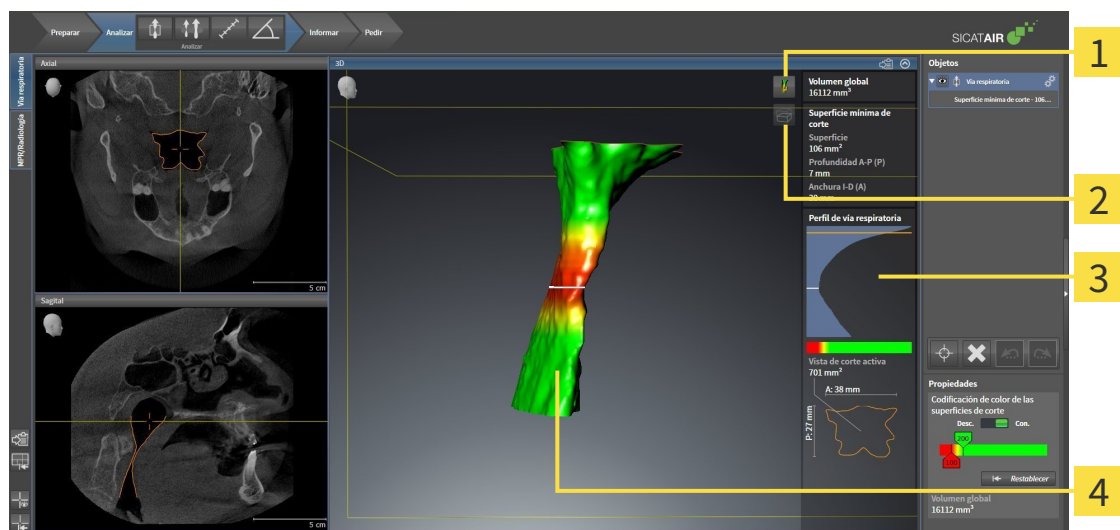 Preparar
Analizar
Analizar
Informar
Pedir
SICATAIR
1
2
3
4
Vía respiratoria
MPR/Radiología
Axial
5 cm
Sagital
5 cm
3D
Volumen global
16112 mm³
Superficie mínima de
corte
Superficie
106 mm²
Profundidad A-P (P)
7 mm
Anchura I-D (A)
Perfil de vía respiratoria
Vista de corte activa
701 mm²
A: 38 mm
P: 27 mm
Objetos
Vía respiratoria
Superficie mínima de corte - 106...
Propiedades
Codificación de color de las
superficies de corte
Desc.
Con.
200
100
Restablecer
Volumen global
16112 mm³